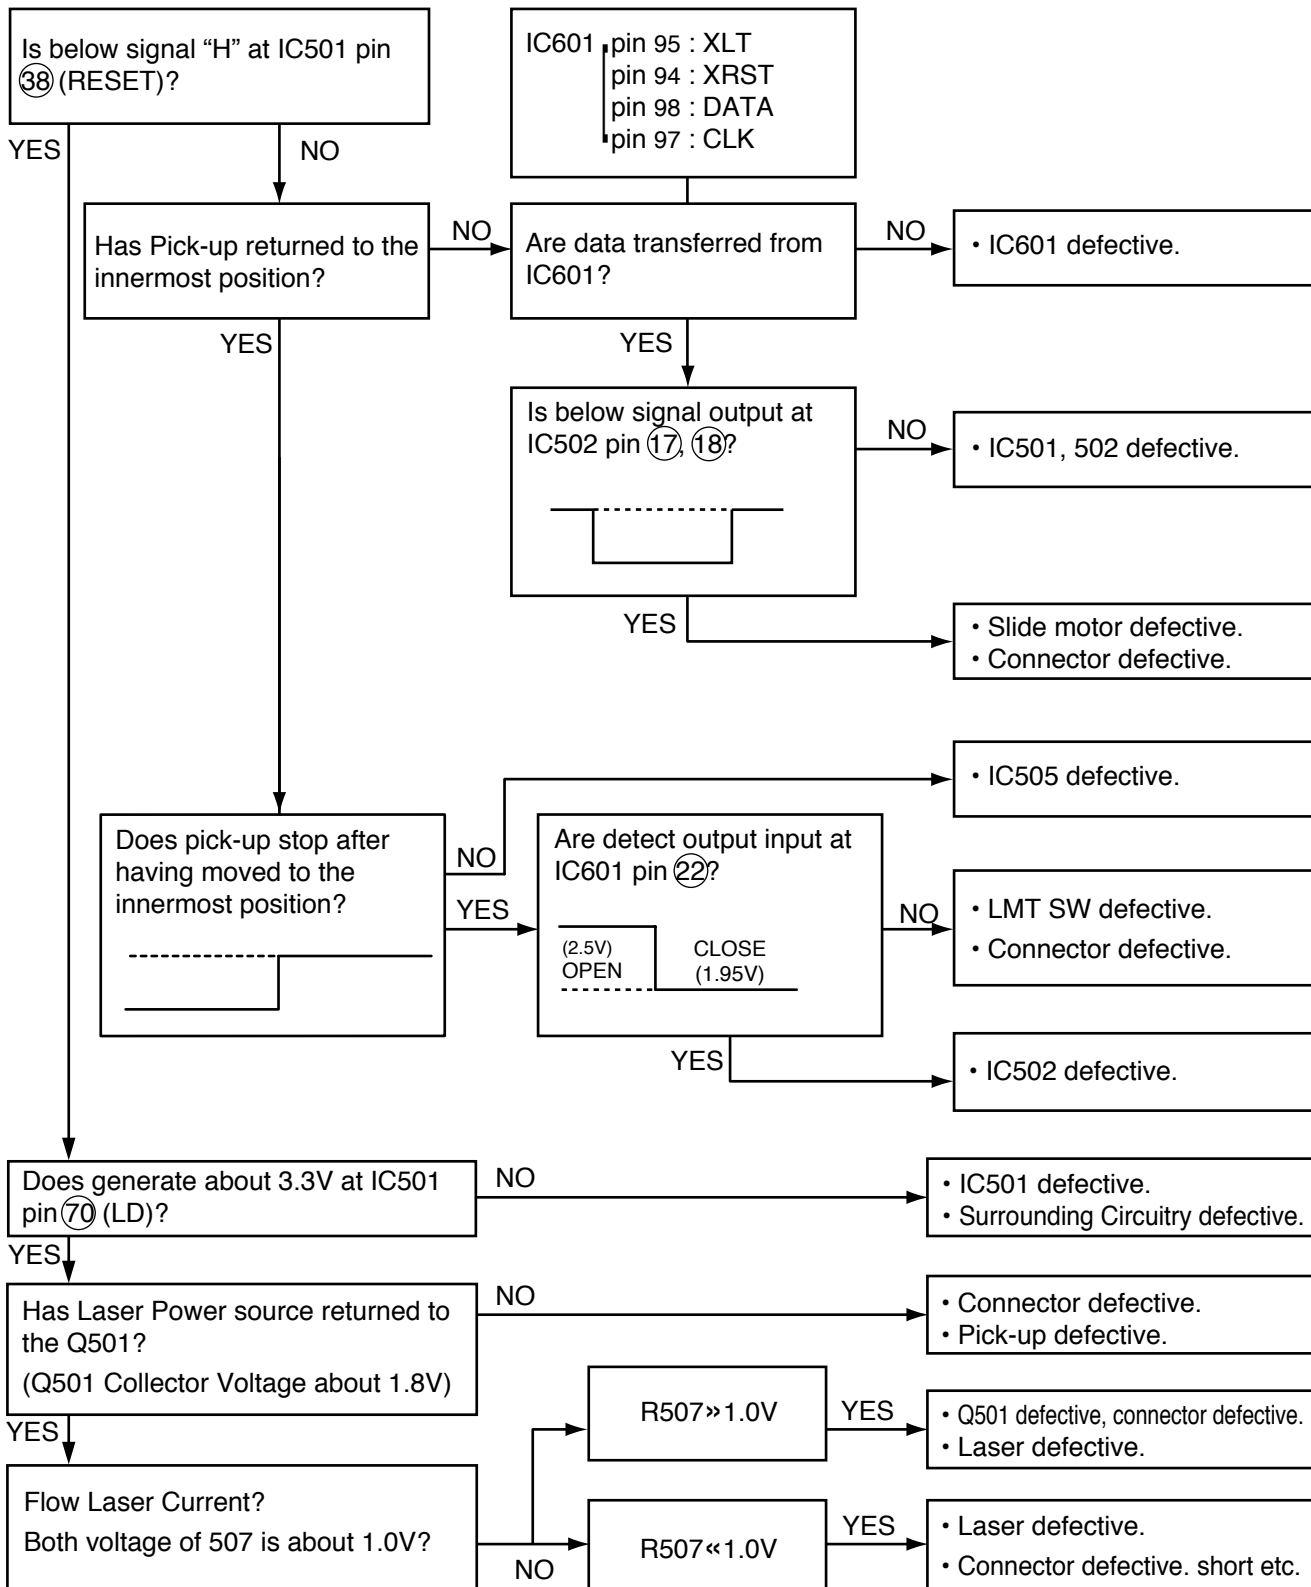 Is below signal “H” at IC501 pin
38 (RESET)?
IC601 pin 95 : XLT
pin 94 : XRST
pin 98 : DATA
pin 97 : CLK
YES
NO
Has Pick-up returned to the
innermost position?
NO
Are data transferred from
IC601?
NO
• IC601 defective.
YES
YES
Is below signal output at
IC502 pin 17, 18?
NO
• IC501, 502 defective.
YES
• Slide motor defective.
• Connector defective.
• IC505 defective.
Does pick-up stop after
having moved to the
innermost position?
NO
YES
Are detect output input at
IC601 pin 22?
(2.5V)
OPEN
CLOSE
(1.95V)
NO
• LMT SW defective.
• Connector defective.
YES
• IC502 defective.
Does generate about 3.3V at IC501
pin 70 (LD)?
NO
• IC501 defective.
• Surrounding Circuitry defective.
YES
Has Laser Power source returned to
the Q501?
(Q501 Collector Voltage about 1.8V)
NO
• Connector defective.
• Pick-up defective.
YES
R507»1.0V
YES
• Q501 defective, connector defective.
• Laser defective.
Flow Laser Current?
Both voltage of 507 is about 1.0V?
NO
R507«1.0V
YES
• Laser defective.
• Connector defective. short etc.